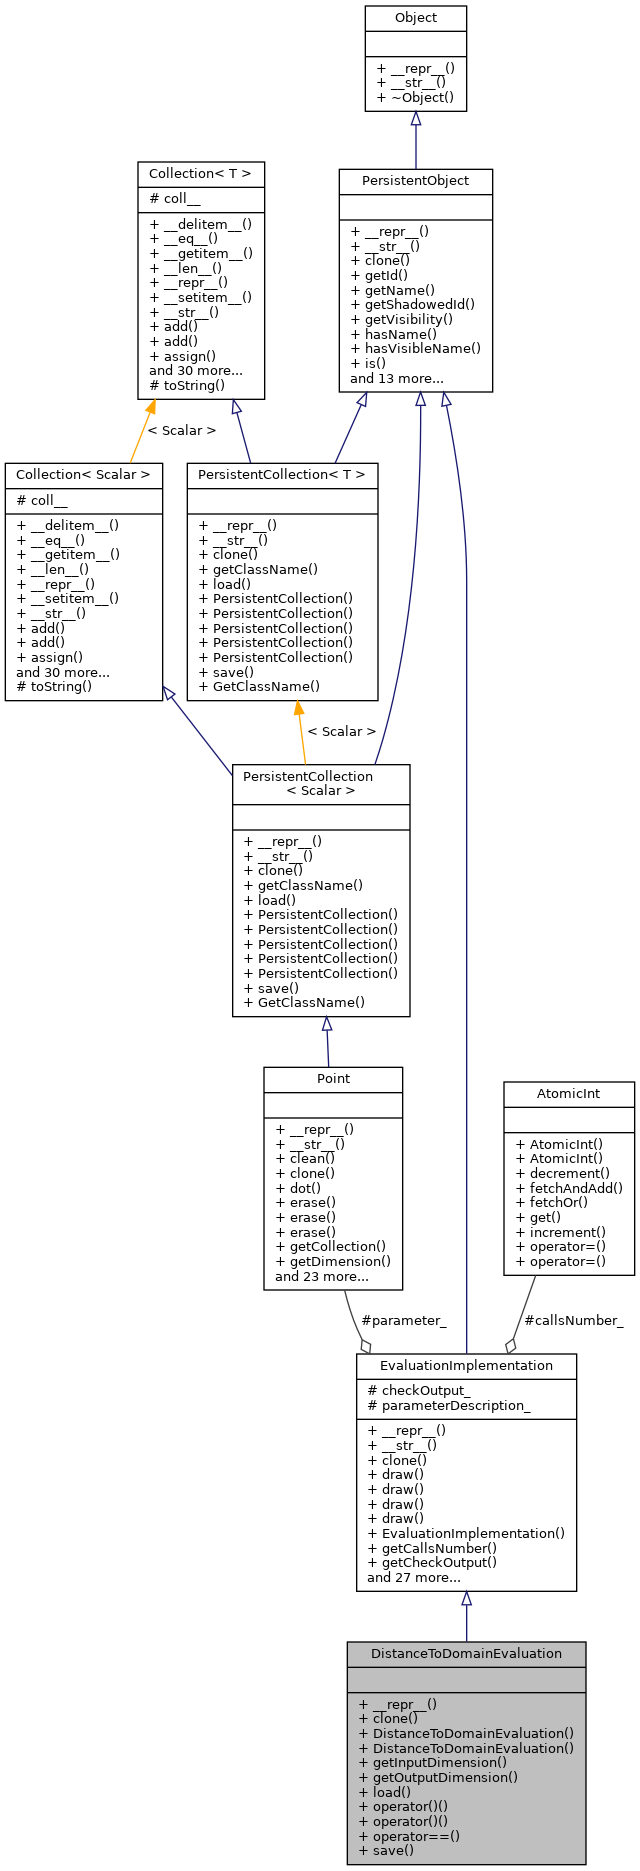 Object
+ __repr__()
+ __str__()
+ ~Object()
Collection< T >
# coll__
+ __delitem__()
+ __eq__()
+ __getitem__()
+ __len__()
+ __repr__()
+ __setitem__()
+ __str__()
+ add()
+ add()
+ assign()
and 30 more...
# toString()
PersistentObject
+ __repr__()
+ __str__()
+ clone()
+ getId()
+ getName()
+ getShadowedId()
+ getVisibility()
+ hasName()
+ hasVisibleName()
+ is()
and 13 more...
< Scalar >
Collection< Scalar >
# coll__
+ __delitem__()
+ __eq__()
+ __getitem__()
+ __len__()
+ __repr__()
+ __setitem__()
+ __str__()
+ add()
+ add()
+ assign()
and 30 more...
# toString()
PersistentCollection< T >
+ __repr__()
+ __str__()
+ clone()
+ getClassName()
+ load()
+ PersistentCollection()
+ PersistentCollection()
+ PersistentCollection()
+ PersistentCollection()
+ PersistentCollection()
+ save()
+ GetClassName()
< Scalar >
PersistentCollection
< Scalar >
+ __repr__()
+ __str__()
+ clone()
+ getClassName()
+ load()
+ PersistentCollection()
+ PersistentCollection()
+ PersistentCollection()
+ PersistentCollection()
+ PersistentCollection()
+ save()
+ GetClassName()
Point
+ __repr__()
+ __str__()
+ clean()
+ clone()
+ dot()
+ erase()
+ erase()
+ erase()
+ getCollection()
+ getDimension()
and 23 more...
AtomicInt
+ AtomicInt()
+ AtomicInt()
+ decrement()
+ fetchAndAdd()
+ fetchOr()
+ get()
+ increment()
+ operator=()
+ operator=()
#parameter_
#callsNumber_
EvaluationImplementation
# checkOutput_
# parameterDescription_
+ __repr__()
+ __str__()
+ clone()
+ draw()
+ draw()
+ draw()
+ draw()
+ EvaluationImplementation()
+ getCallsNumber()
+ getCheckOutput()
and 27 more...
DistanceToDomainEvaluation
+ __repr__()
+ clone()
+ DistanceToDomainEvaluation()
+ DistanceToDomainEvaluation()
+ getInputDimension()
+ getOutputDimension()
+ load()
+ operator()()
+ operator()()
+ operator==()
+ save()